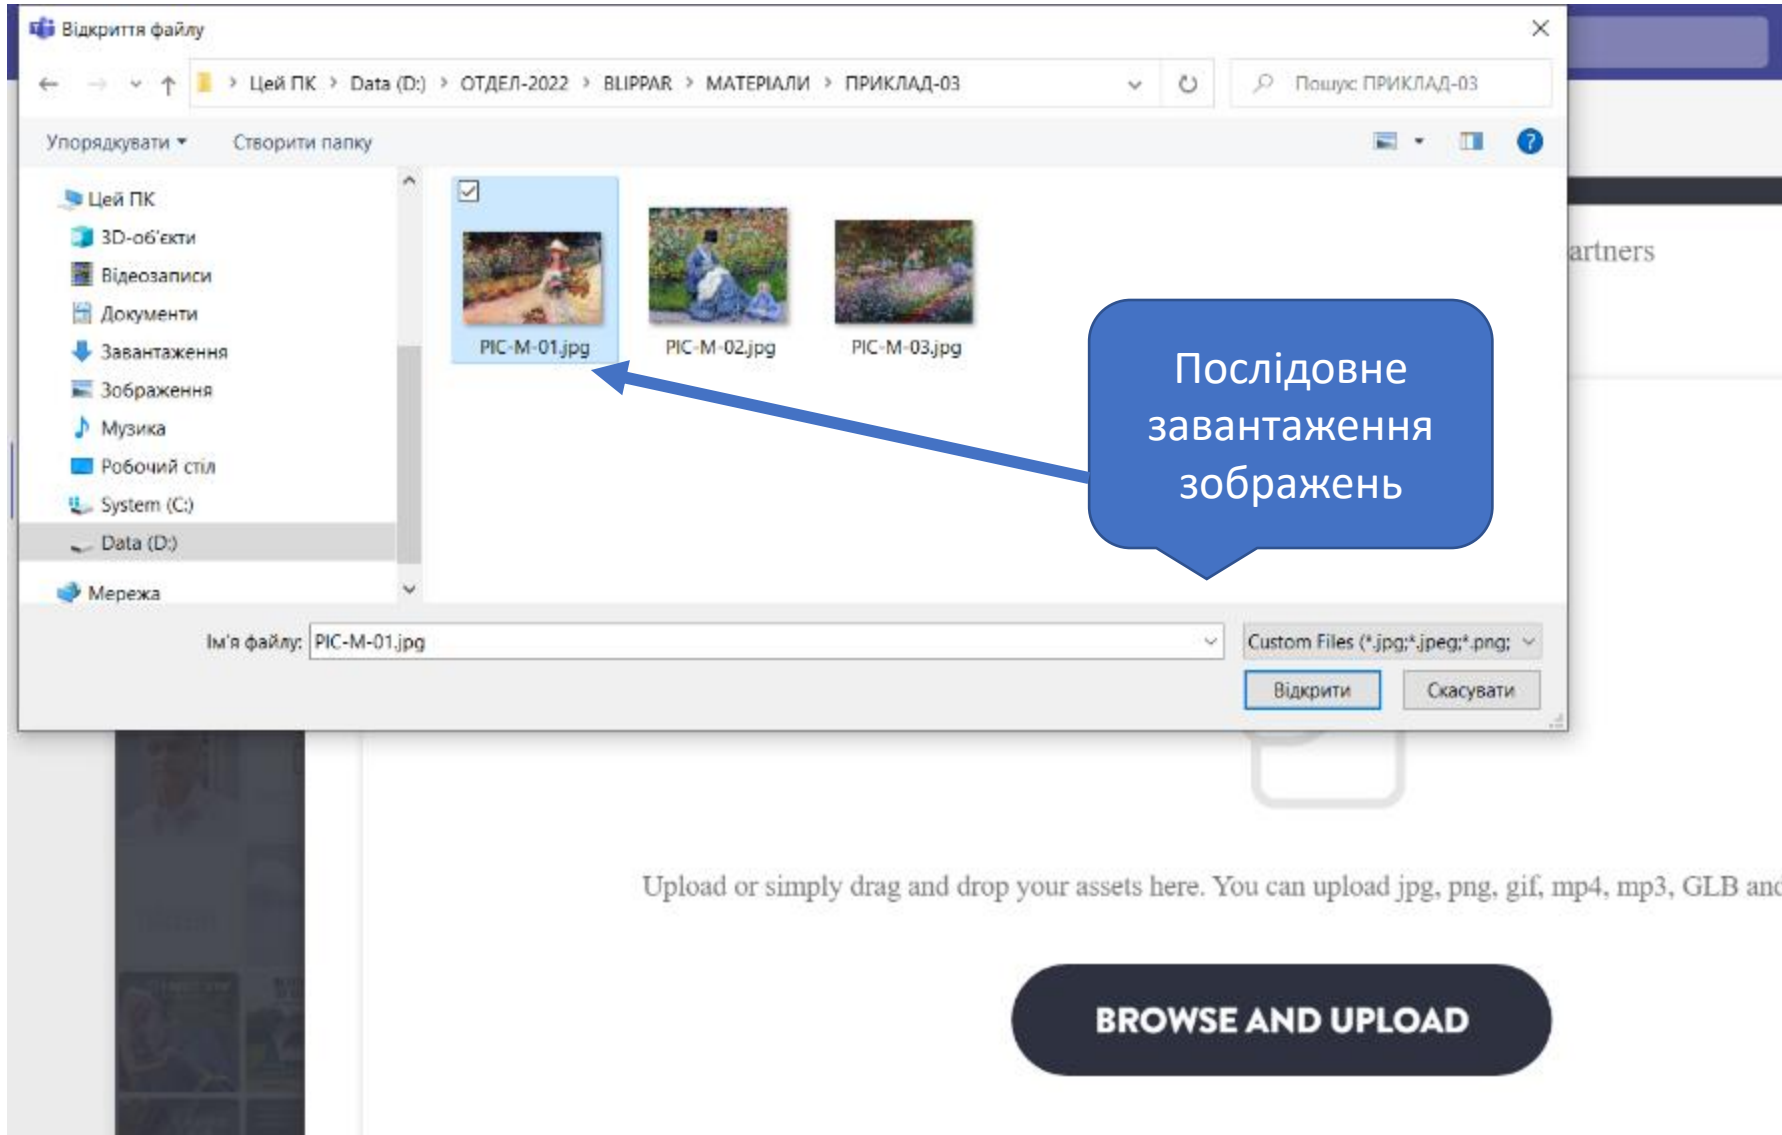 Відкриття файлу
Цей ПК > Data (D:) > ОТДЕЛ-2022 > BLIPPAR > МАТЕРІАЛИ > ПРИКЛАД-03
Пошук: ПРИКЛАД-03
Упорядкувати
Створити папку
Цей ПК
3D-об'єкти
Відеозаписи
Документи
Завантаження
Зображення
Музика
Робочий стіл
System (C:)
Data (D:)
Мережа
PIC-M-01.jpg
PIC-M-02.jpg
PIC-M-03.jpg
Послідовне
завантаження
зображень
artners
Ім'я файлу: PIC-M-01.jpg
Custom Files (*.jpg;*.jpeg;*.png;
Відкрити
Скасувати
Upload or simply drag and drop your assets here. You can upload jpg, png, gif, mp4, mp3, GLB and
BROWSE AND UPLOAD